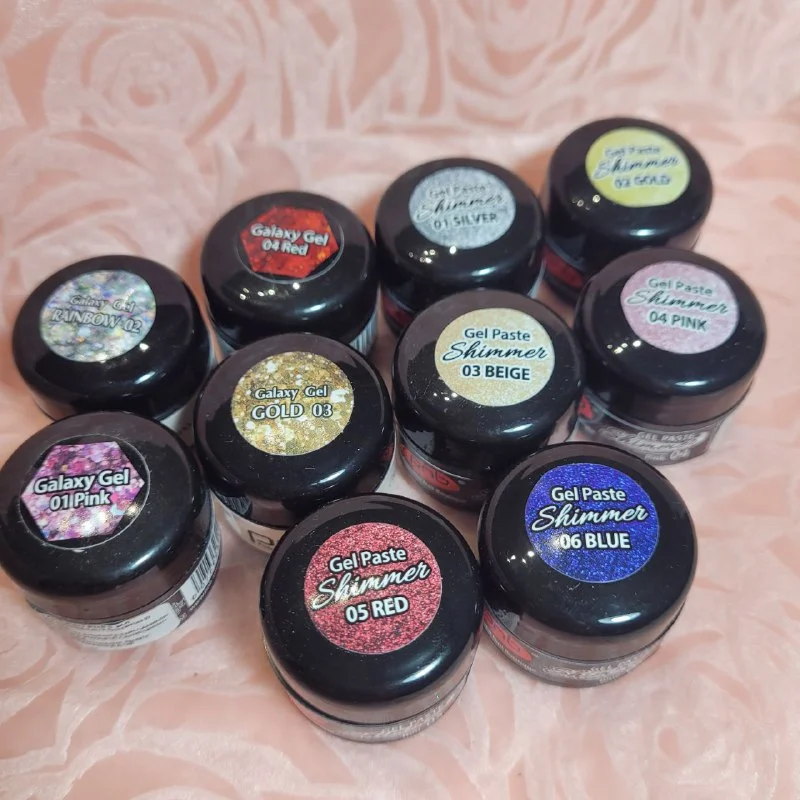 Gel Paste
Shimmer
02 GOLD
Gel Paste
Shimmer
01 SILVER
Galaxy Gel
04 Red
Galaxy Gel
RAINBOW 02
Gel Paste
Shimmer
04 PINK
GEL PASTE
Gel Paste
Shimmer
03 BEIGE
Galaxy Gel
GOLD 03
Galaxy Gel
01 Pink
Gel Paste
Shimmer
06 BLUE
Gel Paste
Shimmer
05 RED